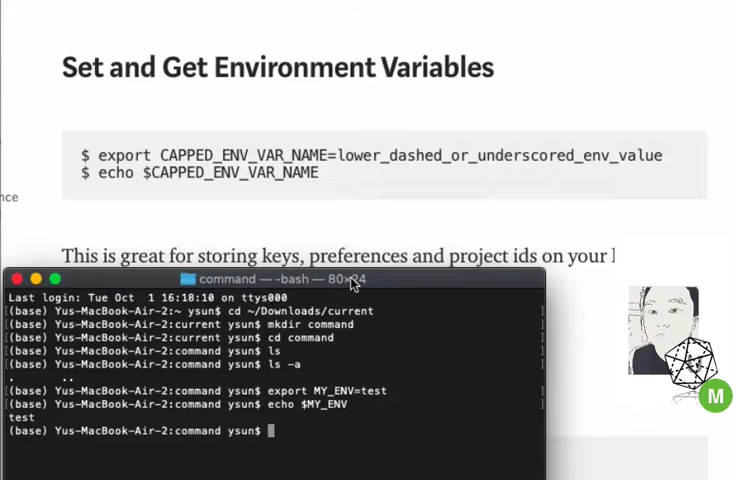 Set and Get Environment Variables
$ export CAPPED_ENV_VAR_NAME=lower_dashed_or_underscored_env_value
$ echo $CAPPED_ENV_VAR_NAME
nce
This is great for storing keys, preferences and project ids on your l
command — -bash — 80×24
Last login: Tue Oct  1 16:18:10 on ttys000
[(base) Yus-MacBook-Air-2:~ ysun$ cd ~/Downloads/current ]
[(base) Yus-MacBook-Air-2:current ysun$ mkdir command ]
[(base) Yus-MacBook-Air-2:current ysun$ cd command ]
[(base) Yus-MacBook-Air-2:command ysun$ ls ]
[(base) Yus-MacBook-Air-2:command ysun$ ls -a ]
.	..
[(base) Yus-MacBook-Air-2:command ysun$ export MY_ENV=test ]
[(base) Yus-MacBook-Air-2:command ysun$ echo $MY_ENV ]
test
(base) Yus-MacBook-Air-2:command ysun$
M